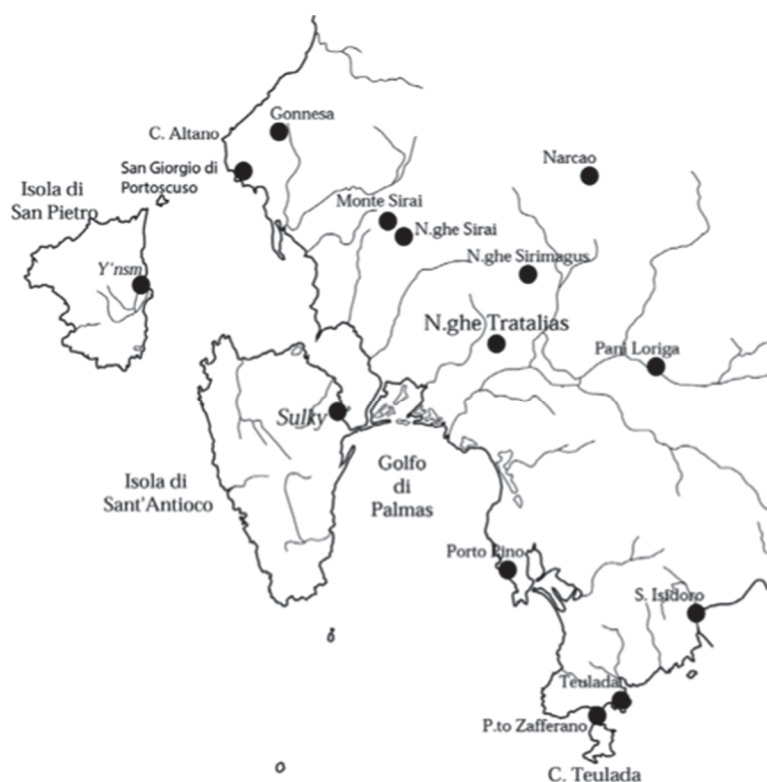 Gonnesa
C. Altano
Narcao
San Giorgio di
Portoscuso
Isola di
San Pietro
Monte Sirai
N.ghe Sirai
N.ghe Sirimagus
Y'nsm
N.ghe Tratalias
Pani Loriga
Sulky
Golfo
di
Palmas
Isola di
Sant'Antioco
Porto Pino
S. Isidoro
Teulada
P.to Zafferano
C. Teulada